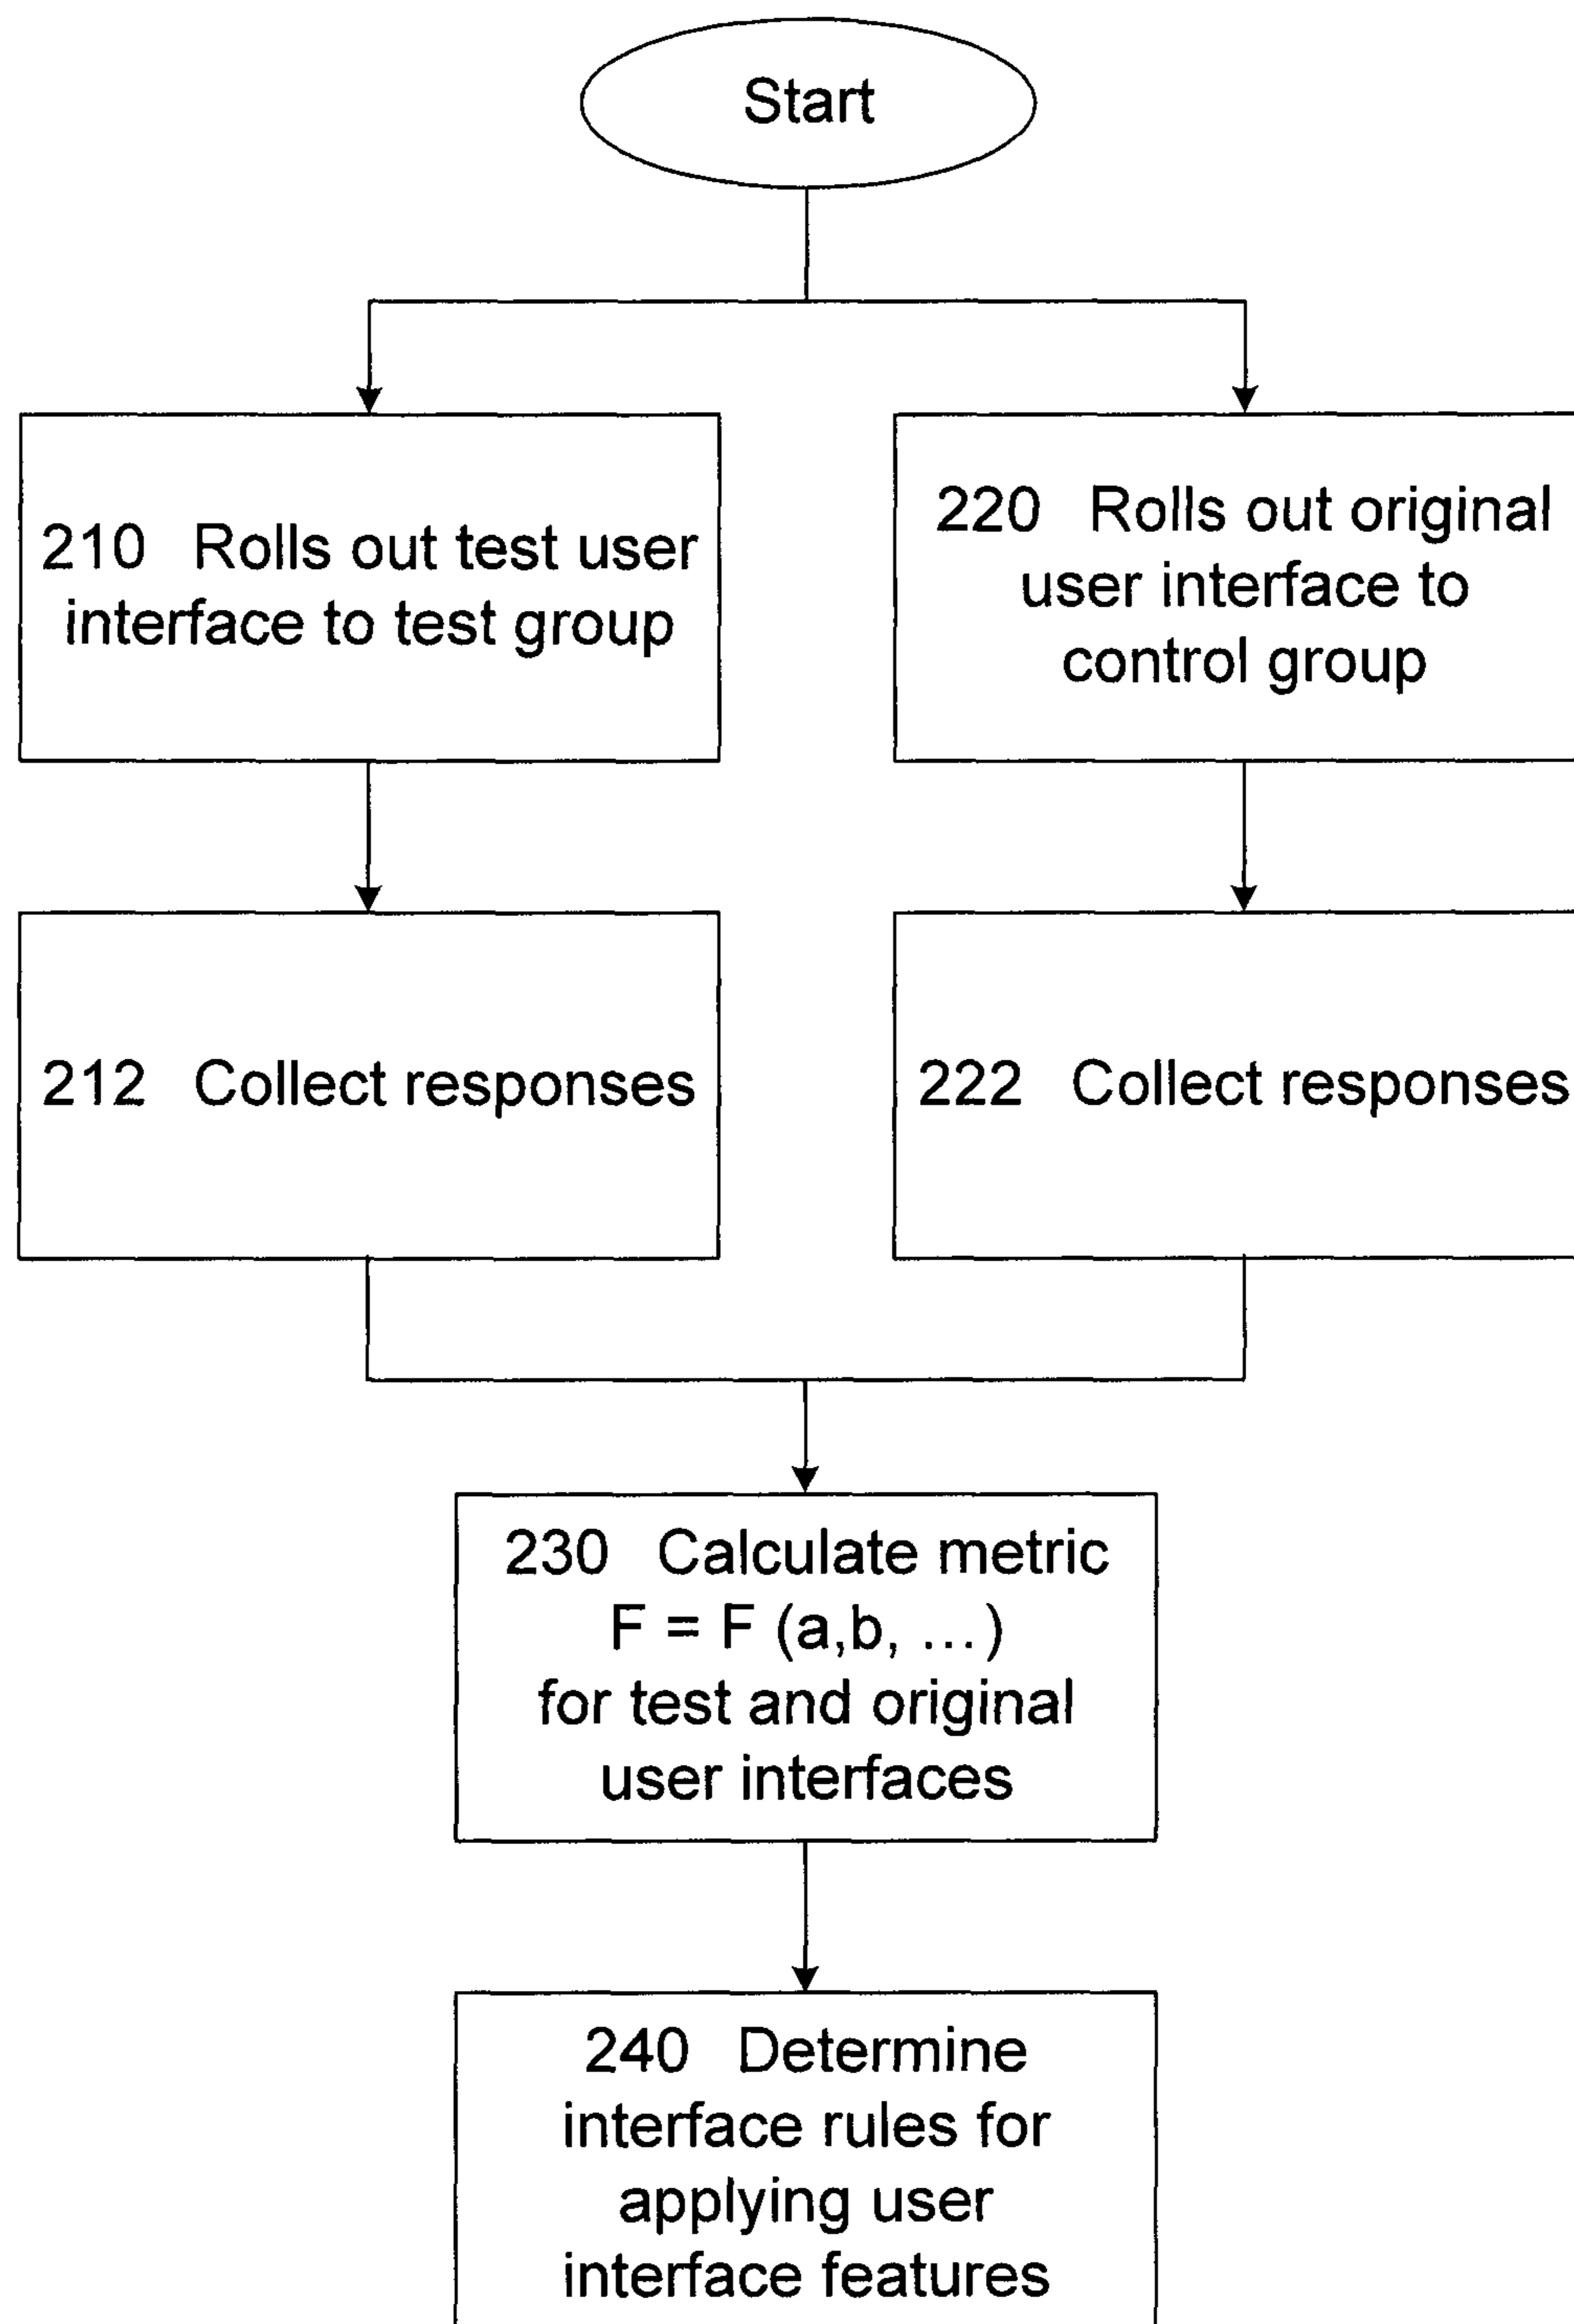 Start
210 Rolls out test user
interface to test group
220 Rolls out original
user interface to
control group
212 Collect responses
222 Collect responses
230 Calculate metric
F = F (a,b, ...)
for test and original
user interfaces
240 Determine
interface rules for
applying user
interface features